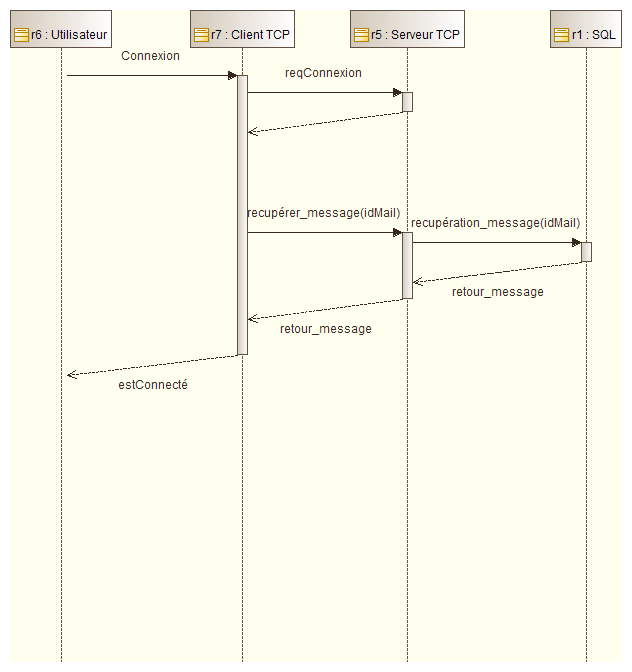 r6 : Utilisateur
r7 : Client TCP
r5 : Serveur TCP
r1 : SQL
Connexion
reqConnexion
recupérer_message(idMail)
recupération_message(idMail)
retour_message
retour_message
estConnecté